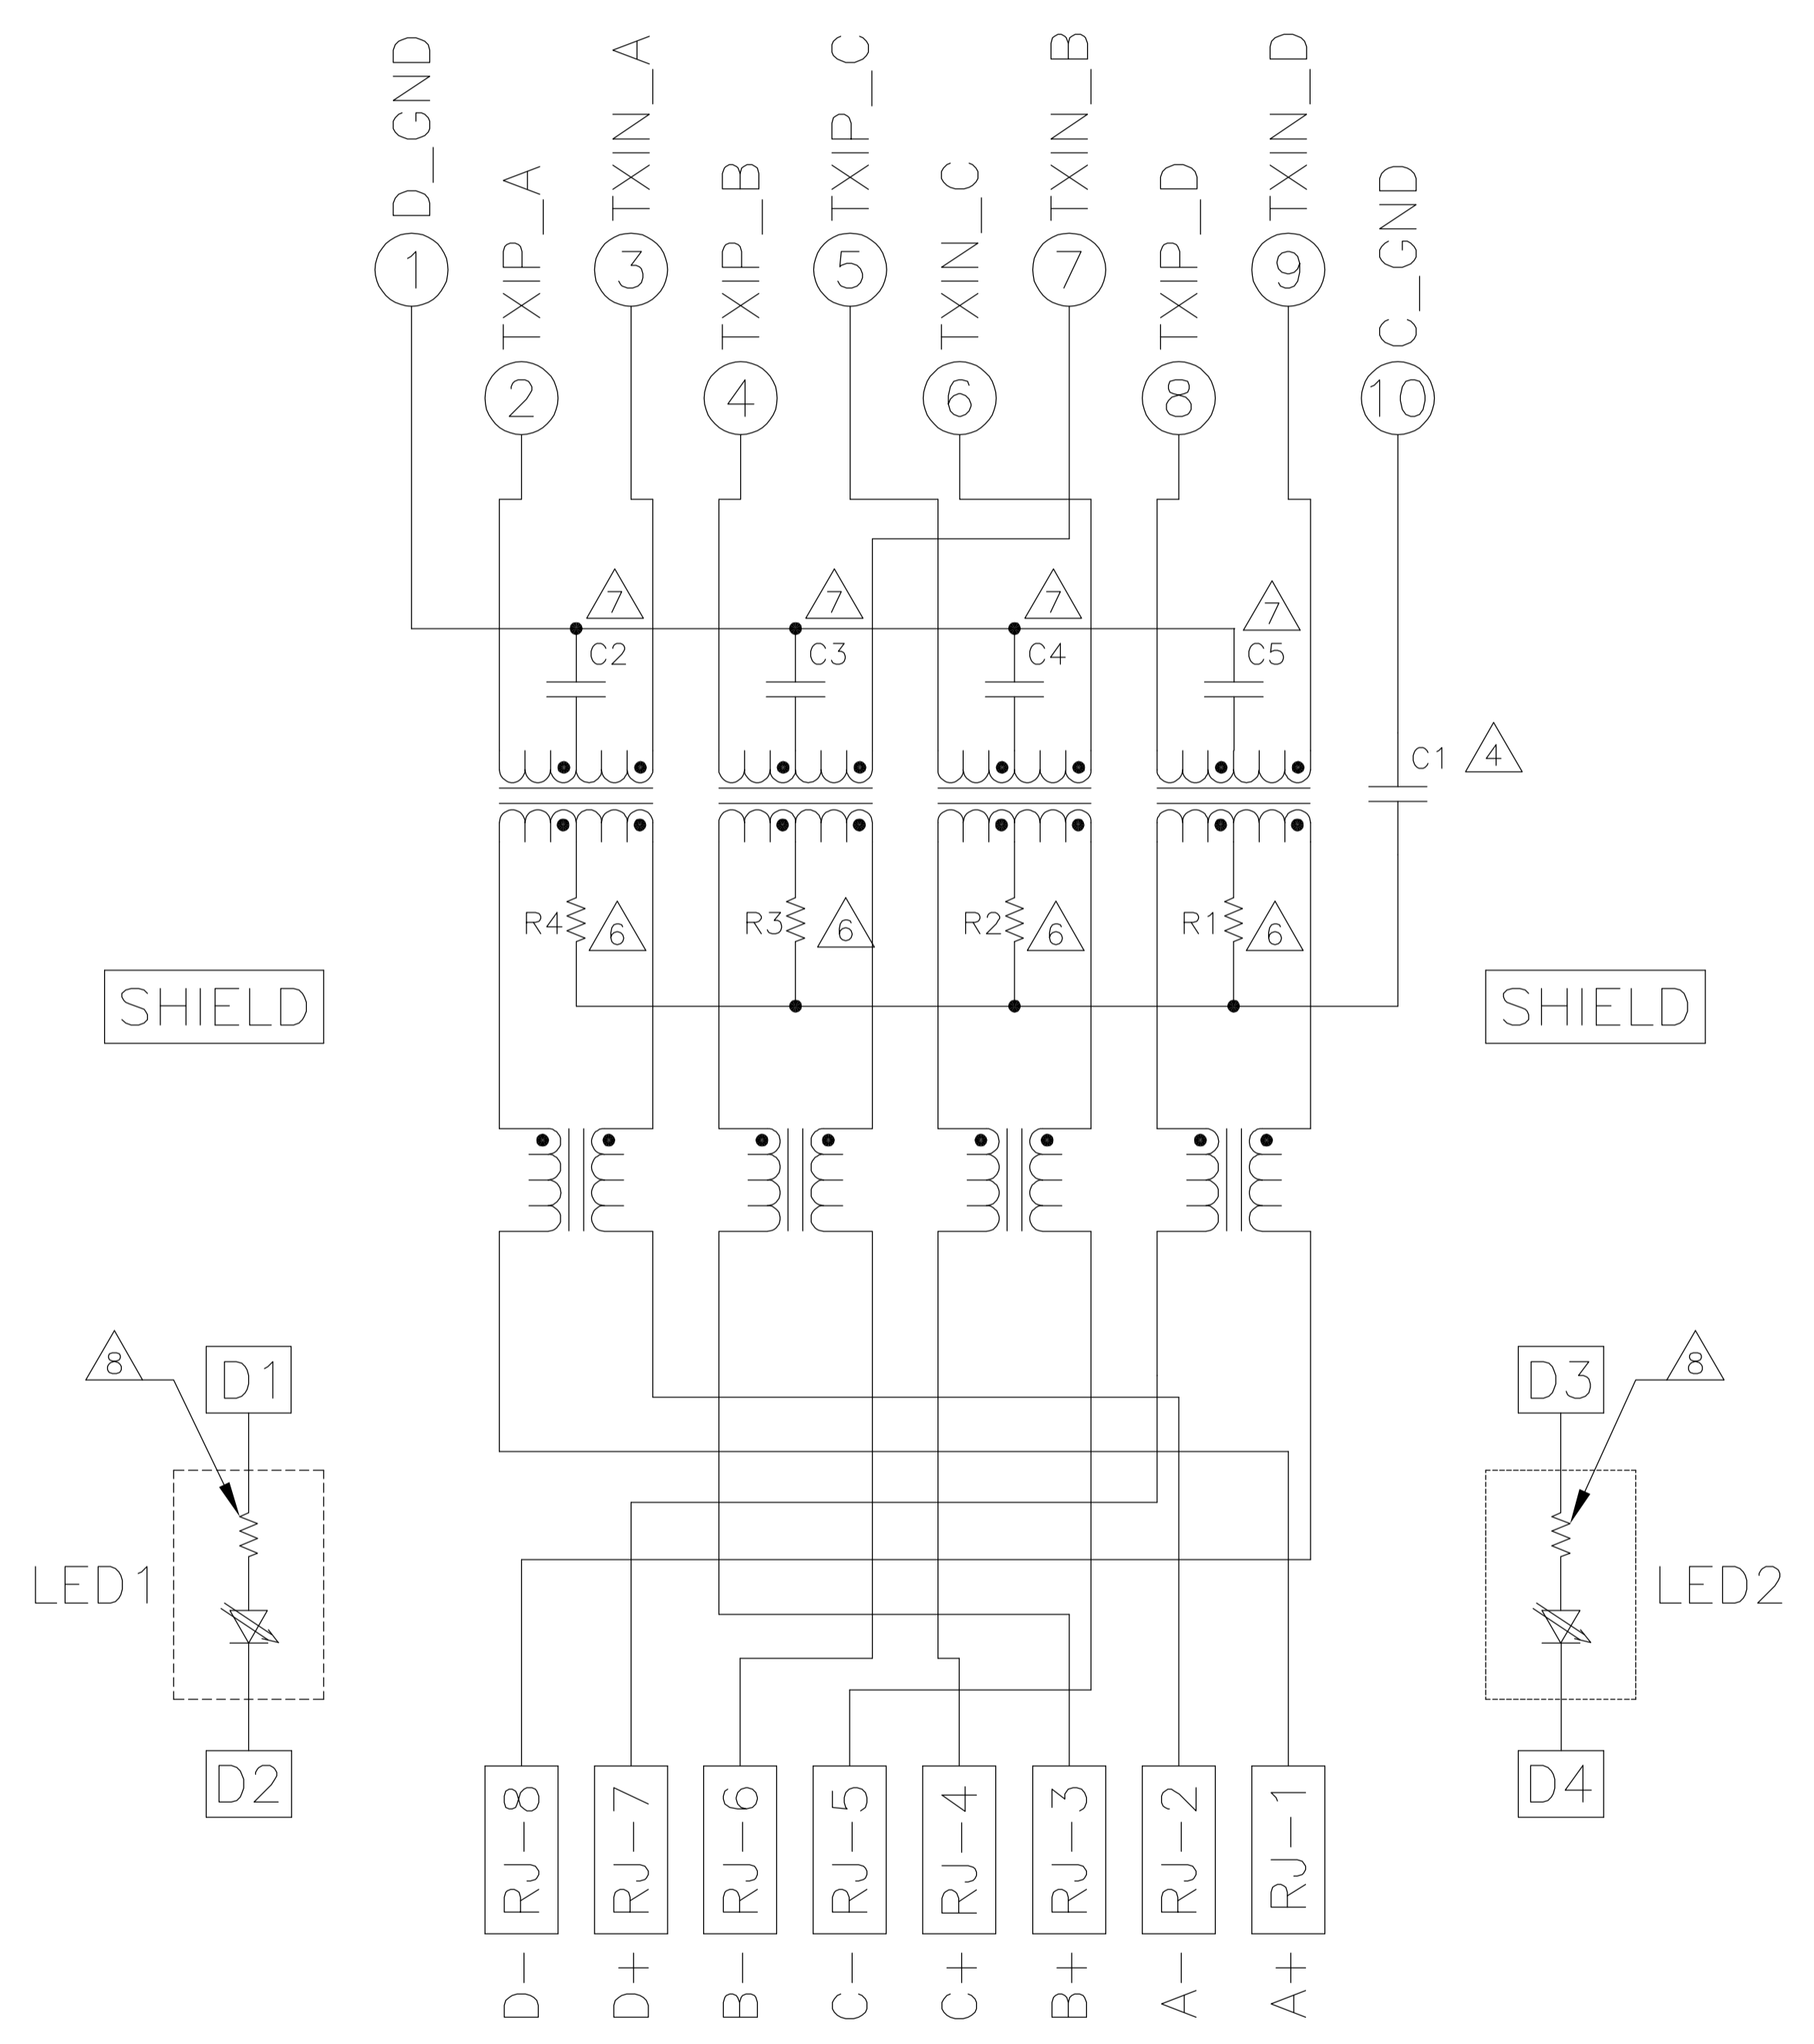 D_GND
TXIP_A
TXIN_A
TXIP_B
TXIP_C
TXIN_C
TXIN_B
TXIP_D
TXIN_D
C_GND
1
2
3
4
5
6
7
8
9
10
7
7
7
7
C2
C3
C4
C5
C1
4
R4
6
R3
6
R2
6
R1
6
SHIELD
SHIELD
8
D1
D3
8
LED1
LED2
D2
D4
RJ-8
RJ-7
RJ-6
RJ-5
RJ-4
RJ-3
RJ-2
RJ-1
D-
D+
B-
C-
C+
B+
A-
A+